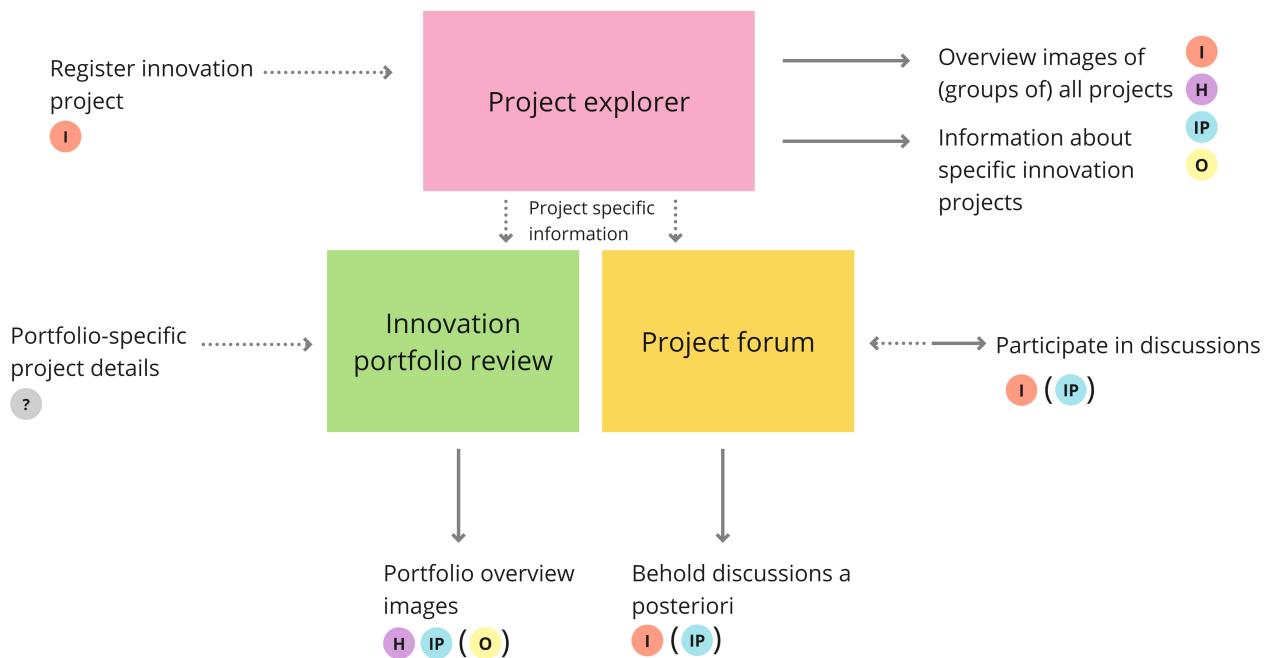 Register innovation
project
I
Project explorer
Overview images of
(groups of) all projects
I
H
Information about
specific innovation
projects
IP
O
Project specific
information
Portfolio-specific
project details
?
Innovation
portfolio review
Project forum
Participate in discussions
I (IP)
Portfolio overview
images
H IP (O)
Behold discussions a
posteriori
I (IP)